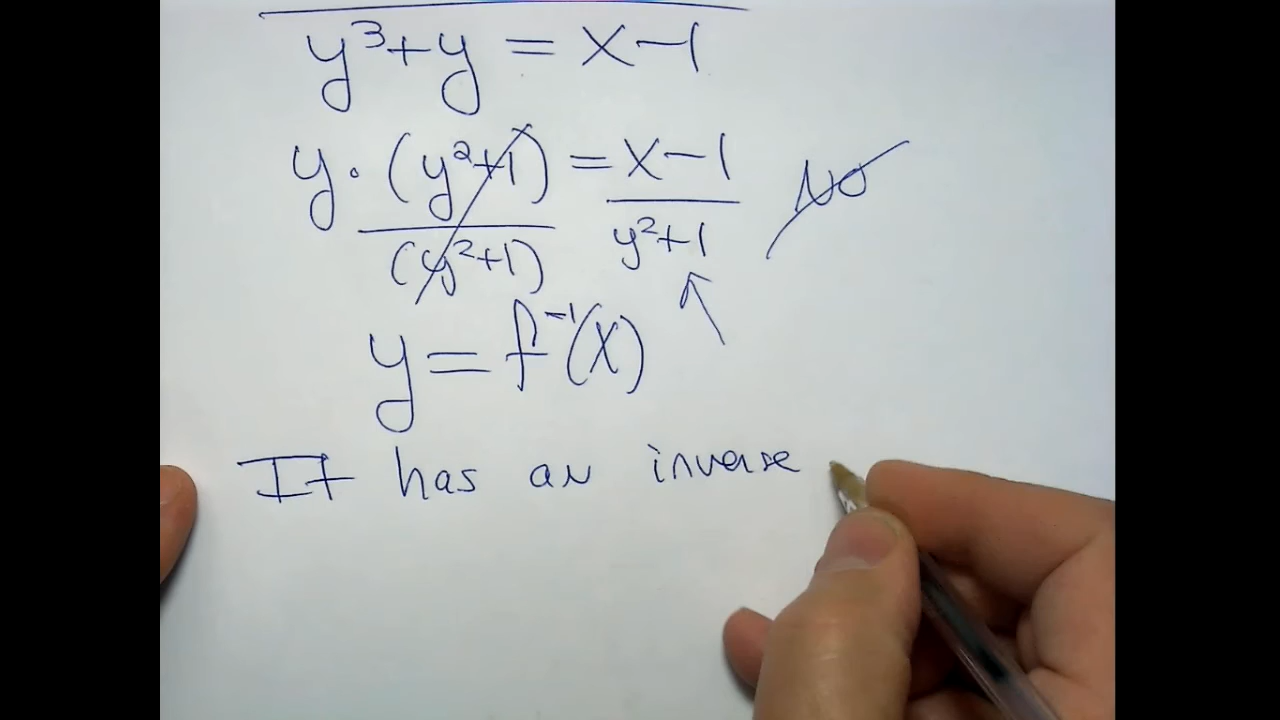 y³+y = x-1
y · (y²+1) = x-1 NO
(y²+1) y²+1
y = f⁻¹(x)
It has an inverse